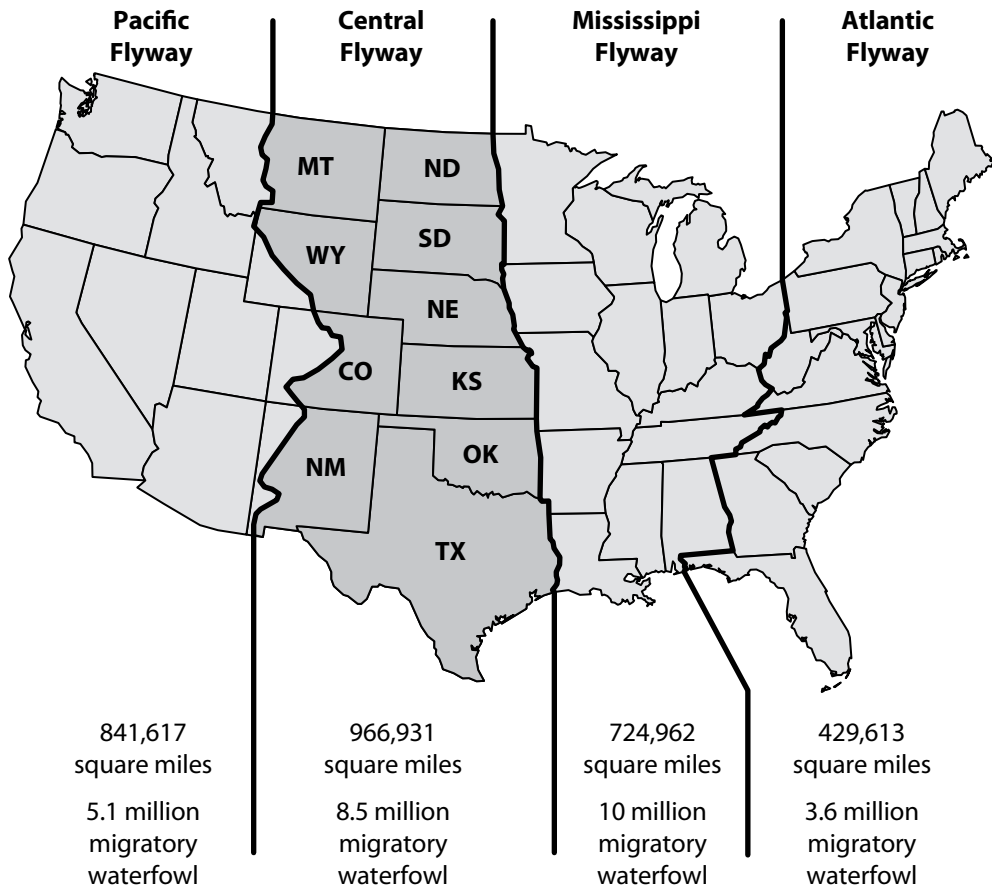 Pacific
Flyway
Central
Flyway
Mississippi
Flyway
Atlantic
Flyway
MT
ND
WY
SD
NE
CO
KS
NM
OK
TX
841,617
square miles
5.1 million
migratory
waterfowl
966,931
square miles
8.5 million
migratory
waterfowl
724,962
square miles
10 million
migratory
waterfowl
429,613
square miles
3.6 million
migratory
waterfowl